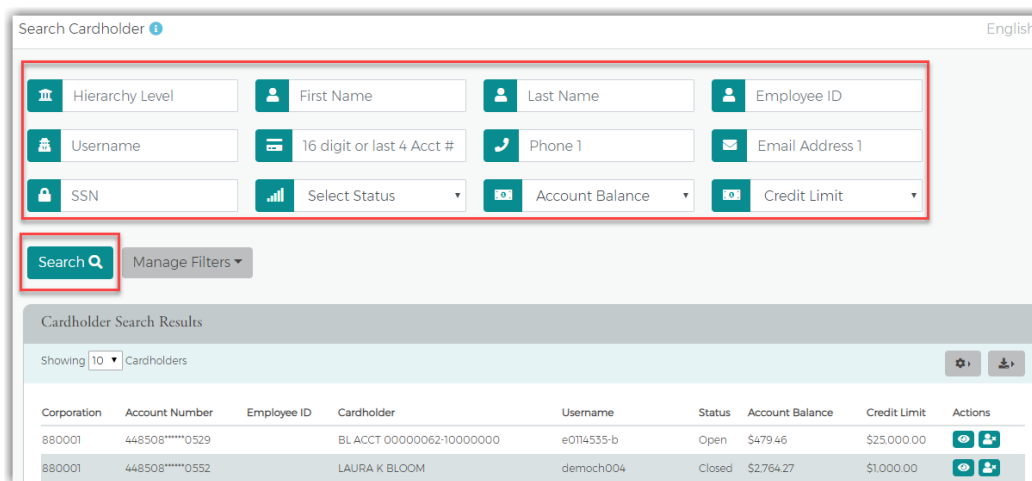 Search Cardholder English
Hierarchy Level First Name Last Name Employee ID
Username 16 digit or last 4 Acct # Phone 1 Email Address 1
SSN Select Status Account Balance Credit Limit
Search Manage Filters
Cardholder Search Results
Showing 10 Cardholders
Corporation Account Number Employee ID Cardholder Username Status Account Balance Credit Limit Actions
880001 448508******0529 BL ACCT 00000062-10000000 e0114535-b Open $479.46 $25,000.00
880001 448508******0552 LAURA K BLOOM democh004 Closed $2,764.27 $1,000.00